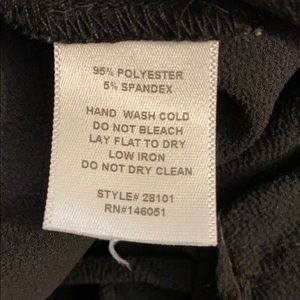 95% POLYESTER
5% SPANDEX
HAND WASH COLD
DO NOT BLEACH
LAY FLAT TO DRY
LOW IRON
DO NOT DRY CLEAN
STYLE# 28101
RN#146051